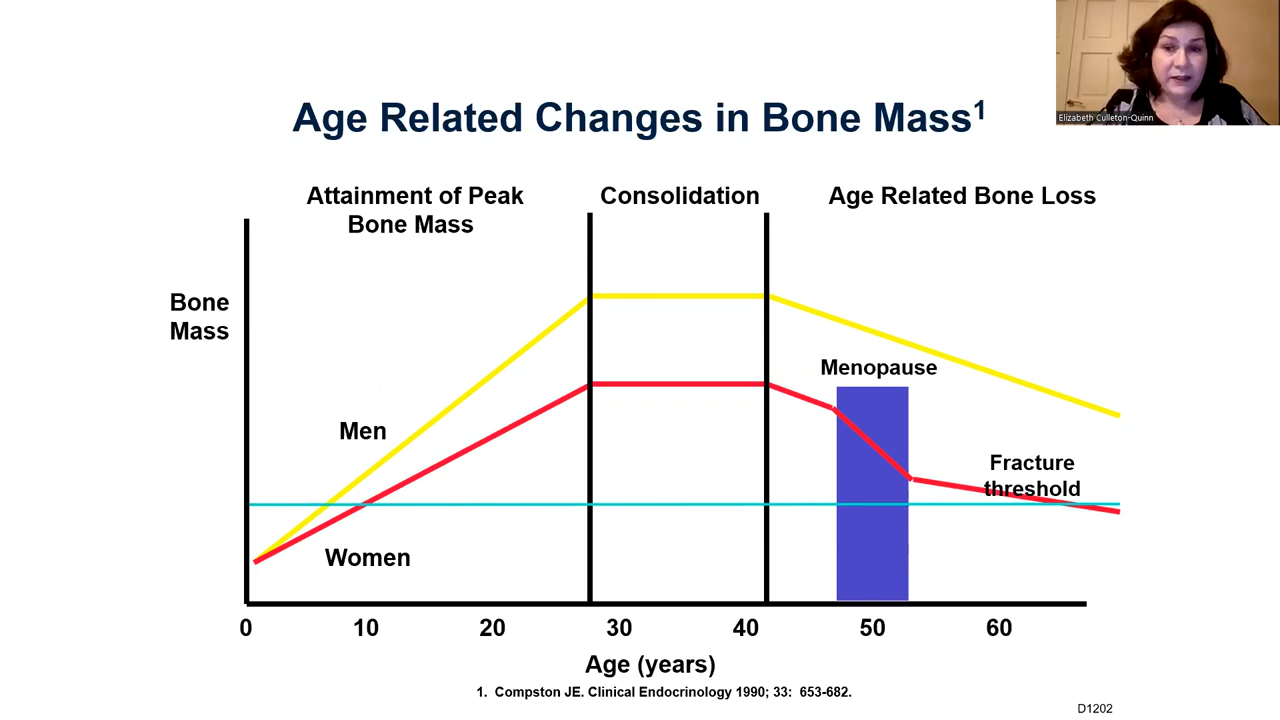 Elizabeth Culleton-Quinn
Age Related Changes in Bone Mass¹
Attainment of Peak
Bone Mass
Consolidation
Age Related Bone Loss
Bone
Mass
Menopause
Men
Fracture
threshold
Women
0 10 20 30 40 50 60
Age (years)
1. Compston JE. Clinical Endocrinology 1990; 33: 653-682.
D1202